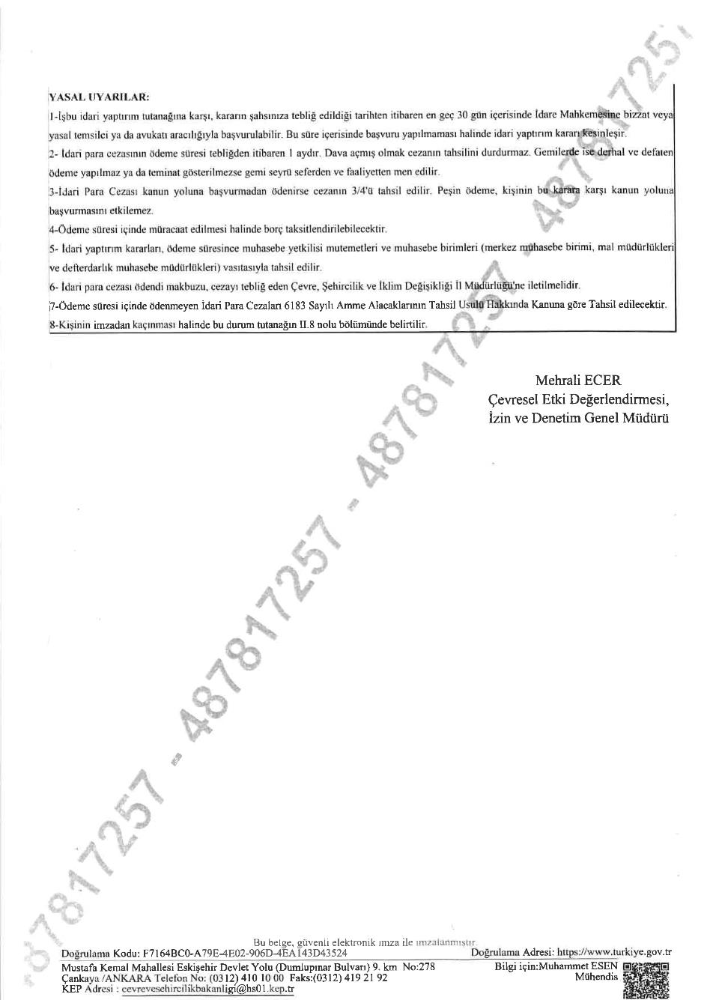 YASAL UYARILAR:
1-İşbu idari yaptırım tutanağına karşı, kararın şahsınıza tebliğ edildiği tarihten itibaren en geç 30 gün içerisinde İdare Mahkemesine bizzat veya
yasal temsilci ya da avukatı aracılığıyla başvurulabilir. Bu süre içerisinde başvuru yapılmaması halinde idari yaptırım kararı kesinleşir.
2- İdari para cezasının ödeme süresi tebliğden itibaren 1 aydır. Dava açmış olmak cezanın tahsilini durdurmaz. Gemilerde ise derhal ve defaten
ödeme yapılmaz ya da teminat gösterilmezse gemi seyrü seferden ve faaliyetten men edilir.
3-İdari Para Cezası kanun yoluna başvurmadan ödenirse cezanın 3/4'ü tahsil edilir. Peşin ödeme, kişinin bu karara karşı kanun yoluna
başvurmasını etkilemez.
4-Ödeme süresi içinde müracaat edilmesi halinde borç taksitlendirilebilecektir.
5- İdari yaptırım kararları, ödeme süresince muhasebe yetkilisi mutemetleri ve muhasebe birimleri (merkez muhasebe birimi, mal müdürlükleri
ve defterdarlık muhasebe müdürlükleri) vasıtasıyla tahsil edilir.
6- İdari para cezası ödendi makbuzu, cezayı tebliğ eden Çevre, Şehircilik ve İklim Değişikliği İl Müdürlüğü'ne iletilmelidir.
7-Ödeme süresi içinde ödenmeyen İdari Para Cezaları 6183 Sayılı Amme Alacaklarının Tahsil Usulü Hakkında Kanuna göre Tahsil edilecektir.
8-Kişinin imzadan kaçınması halinde bu durum tutanağın II.8 nolu bölümünde belirtilir.
Mehrali ECER
Çevresel Etki Değerlendirmesi,
İzin ve Denetim Genel Müdürü
487817257 - 487817257 - 487817257 - 487817257
Bu belge, güvenli elektronik imza ile imzalanmıştır.
Doğrulama Kodu: F7164BC0-A79E-4E02-906D-4EA143D43524 Doğrulama Adresi: https://www.turkiye.gov.tr
Mustafa Kemal Mahallesi Eskişehir Devlet Yolu (Dumlupınar Bulvarı) 9. km No:278 Bilgi için:Muhammet ESEN
Çankaya /ANKARA Telefon No: (0312) 410 10 00 Faks:(0312) 419 21 92 Mühendis
KEP Adresi : cevrevesehircilikbakanligi@hs01.kep.tr